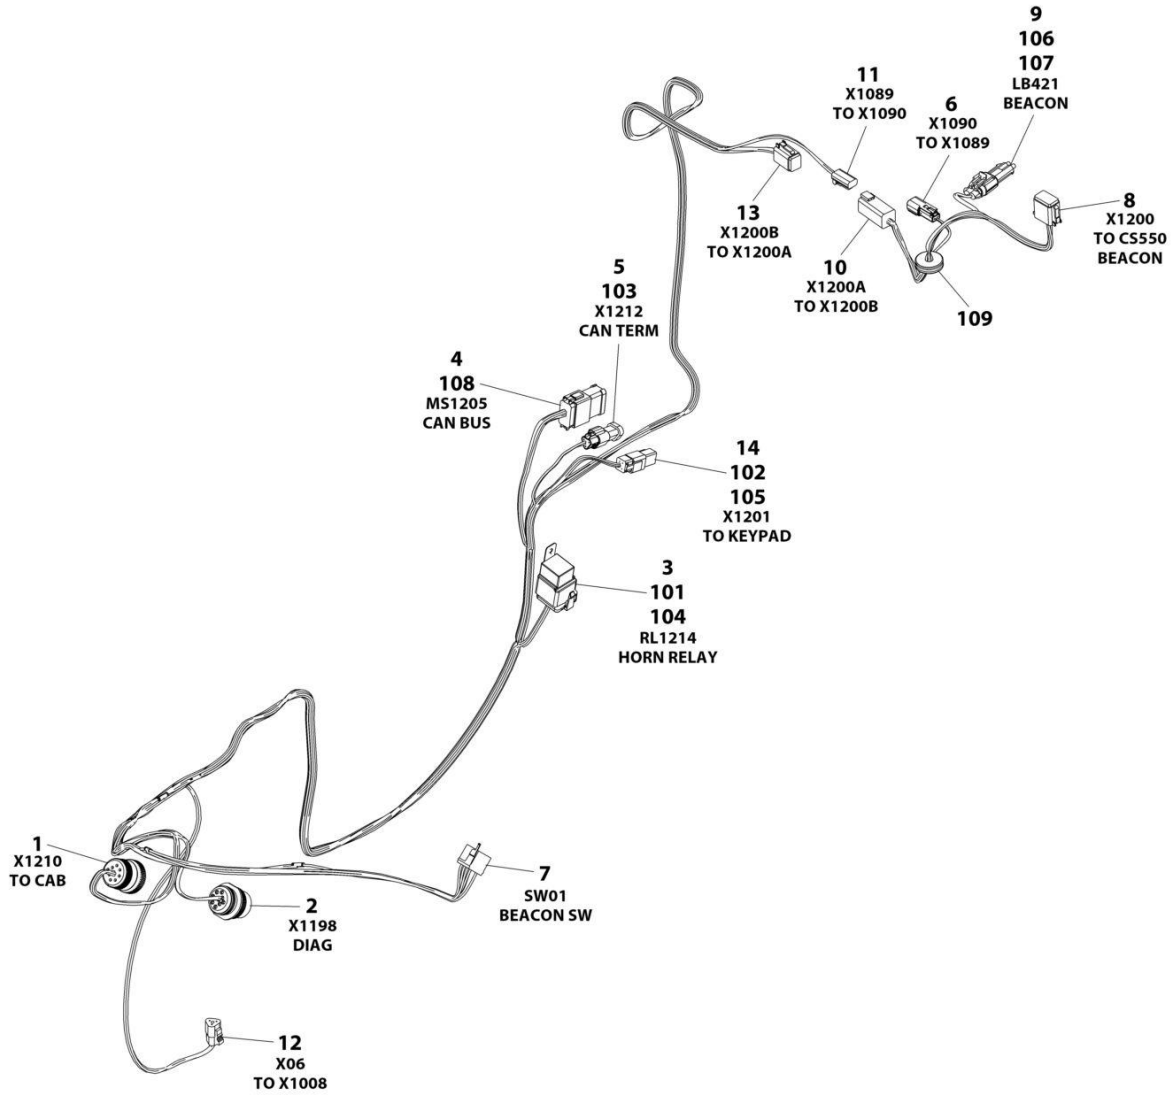 9
106
107
LB421
BEACON
11
X1089
TO X1090
6
X1090
TO X1089
13
X1200B
TO X1200A
8
X1200
TO CS550
BEACON
10
X1200A
TO X1200B
109
5
103
X1212
CAN TERM
4
108
MS1205
CAN BUS
14
102
105
X1201
TO KEYPAD
3
101
104
RL1214
HORN RELAY
1
X1210
TO CAB
7
SW01
BEACON SW
2
X1198
DIAG
12
X06
TO X1008